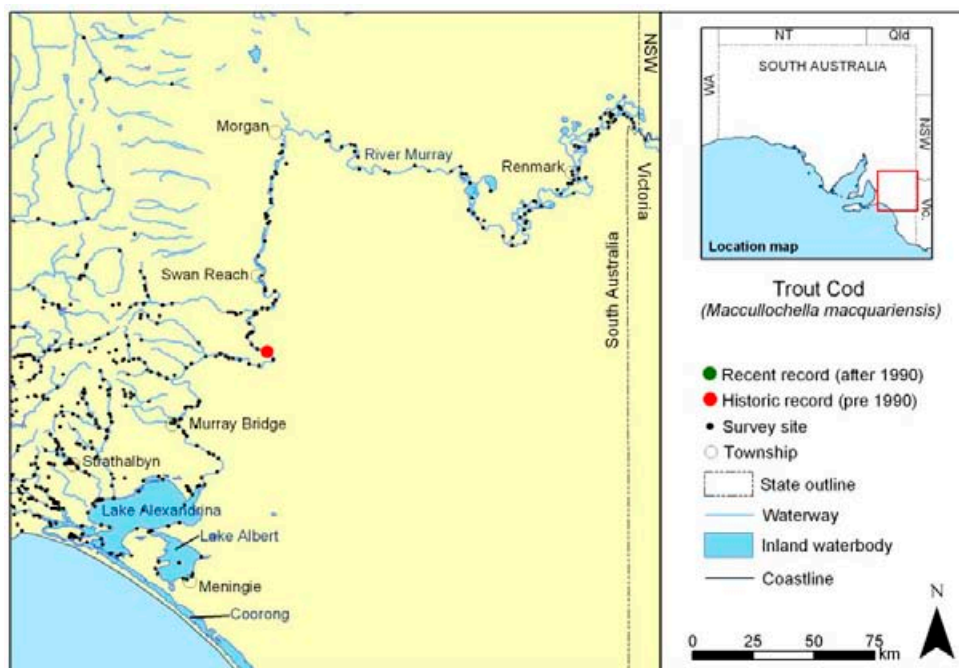 NSW
Morgan
River Murray
Renmark
Victoria
South Australia
Swan Reach
Murray Bridge
Strathalbyn
Lake Alexandrina
Lake Albert
Meningie
Coorong
NT
Qld
SOUTH AUSTRALIA
WA
NSW
Vic.
Location map
Trout Cod
(Maccullochella macquariensis)
Recent record (after 1990)
Historic record (pre 1990)
Survey site
Township
State outline
Waterway
Inland waterbody
Coastline
N
0 25 50 75
km